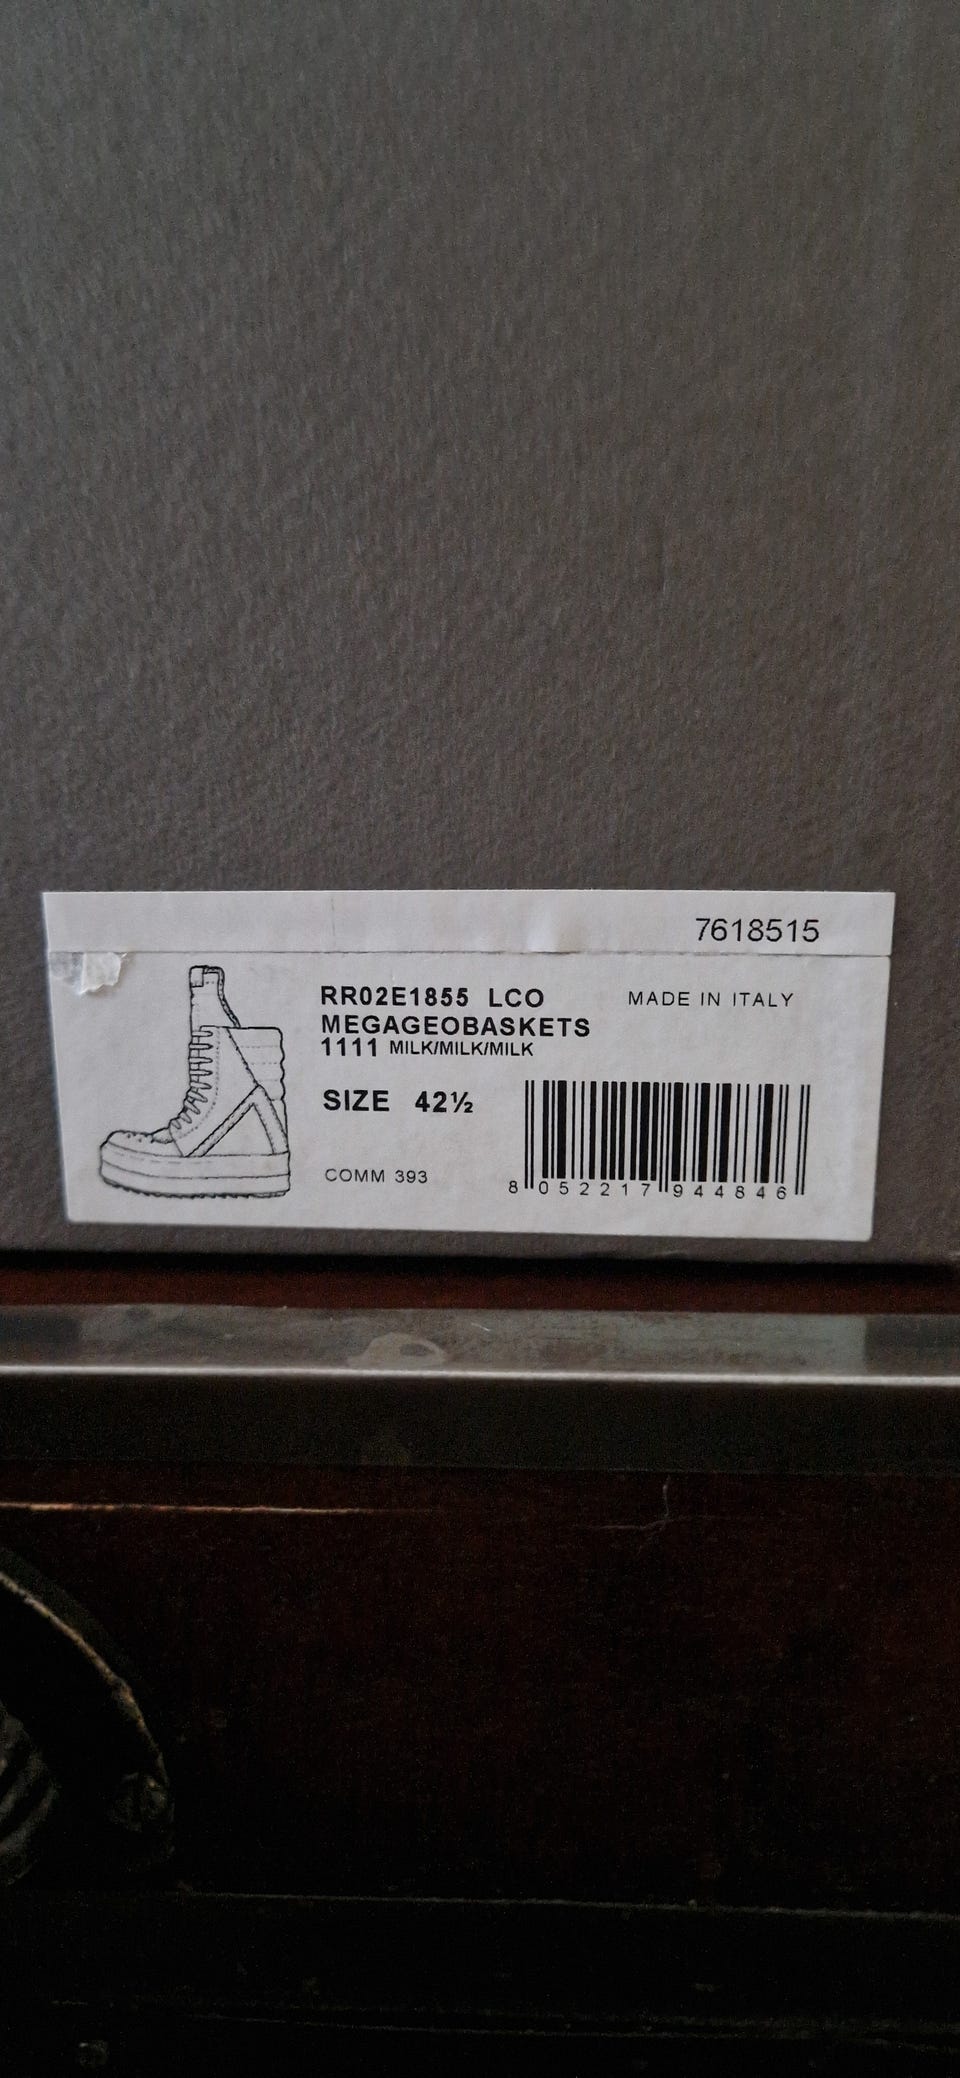 7618515
RR02E1855 LCO MADE IN ITALY
MEGAGEOBASKETS
1111 MILK/MILK/MILK
SIZE 42½
COMM 393
8 052217 944846